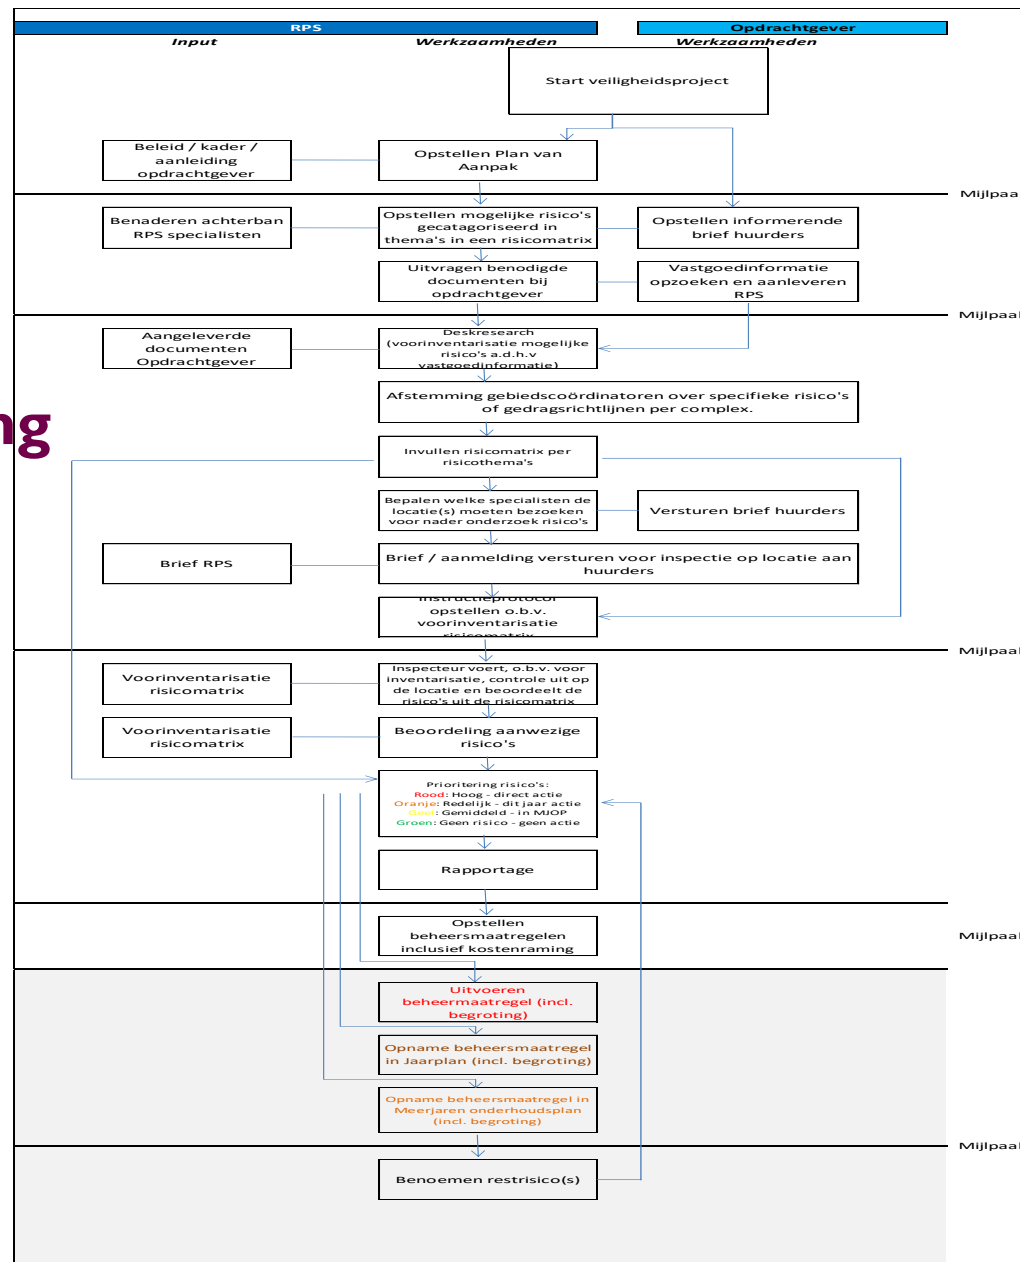 RPS
Opdrachtgever
Input
Werkzaamheden
Werkzaamheden
Start veiligheidsproject
Beleid / kader /
aanleiding
opdrachtgever
Opstellen Plan van
Aanpak
Mijlpaa
Benaderen achterban
RPS specialisten
Opstellen mogelijke risico's
gecatagoriseerd in
thema's in een risicomatrix
Opstellen informerende
brief huurders
Uitvragen benodigde
documenten bij
opdrachtgever
Vastgoedinformatie
opzoeken en aanleveren
RPS
Mijlpaal
Aangeleverde
documenten
Opdrachtgever
Deskresearch
(voorinventarisatie mogelijke
risico's a.d.h.v
vastgoedinformatie)
Afstemming gebiedscoördinatoren over specifieke risico's
of gedragsrichtlijnen per complex.
ng
Invullen risicomatrix per
risicothema's
Bepalen welke specialisten de
locatie(s) moeten bezoeken
voor nader onderzoek risico's
Versturen brief huurders
Brief RPS
Brief / aanmelding versturen voor inspectie op locatie aan
huurders
Instructieprotocol
opstellen o.b.v.
voorinventarisatie
risicomatrix
Mijlpaal
Voorinventarisatie
risicomatrix
Inspecteur voert, o.b.v. voor
inventarisatie, controle uit op
de locatie en beoordeelt de
risico's uit de risicomatrix
Voorinventarisatie
risicomatrix
Beoordeling aanwezige
risico's
Prioritering risico's:
Rood: Hoog - direct actie
Oranje: Redelijk - dit jaar actie
Geel: Gemiddeld - in MJOP
Groen: Geen risico - geen actie
Rapportage
Opstellen
beheersmaatregelen
inclusief kostenraming
Mijlpaal
Uitvoeren
beheermaatregel (incl.
begroting)
Opname beheersmaatregel
in Jaarplan (incl. begroting)
Opname beheersmaatregel in
Meerjaren onderhoudsplan
(incl. begroting)
Mijlpaal
Benoemen restrisico(s)